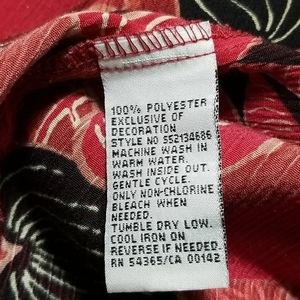 100% POLYESTER
EXCLUSIVE OF
DECORATION
STYLE NO S52134686
MACHINE WASH IN
WARM WATER.
WASH INSIDE OUT.
GENTLE CYCLE.
ONLY NON-CHLORINE
BLEACH WHEN
NEEDED.
TUMBLE DRY LOW.
COOL IRON ON
REVERSE IF NEEDED.
RN 54365/CA 00142